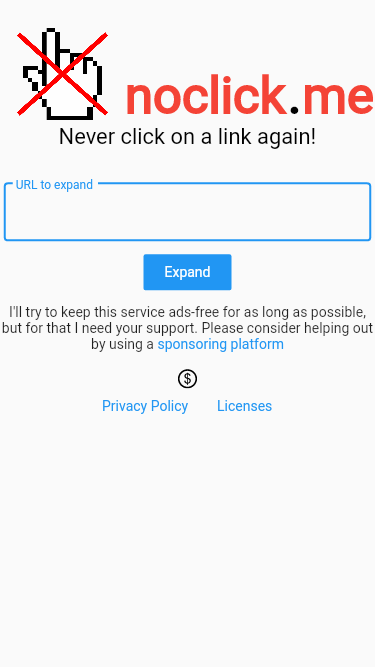 noclick.me
Never click on a link again!
URL to expand
Expand
I'll try to keep this service ads-free for as long as possible,
but for that I need your support. Please consider helping out
by using a sponsoring platform
$
Privacy Policy Licenses